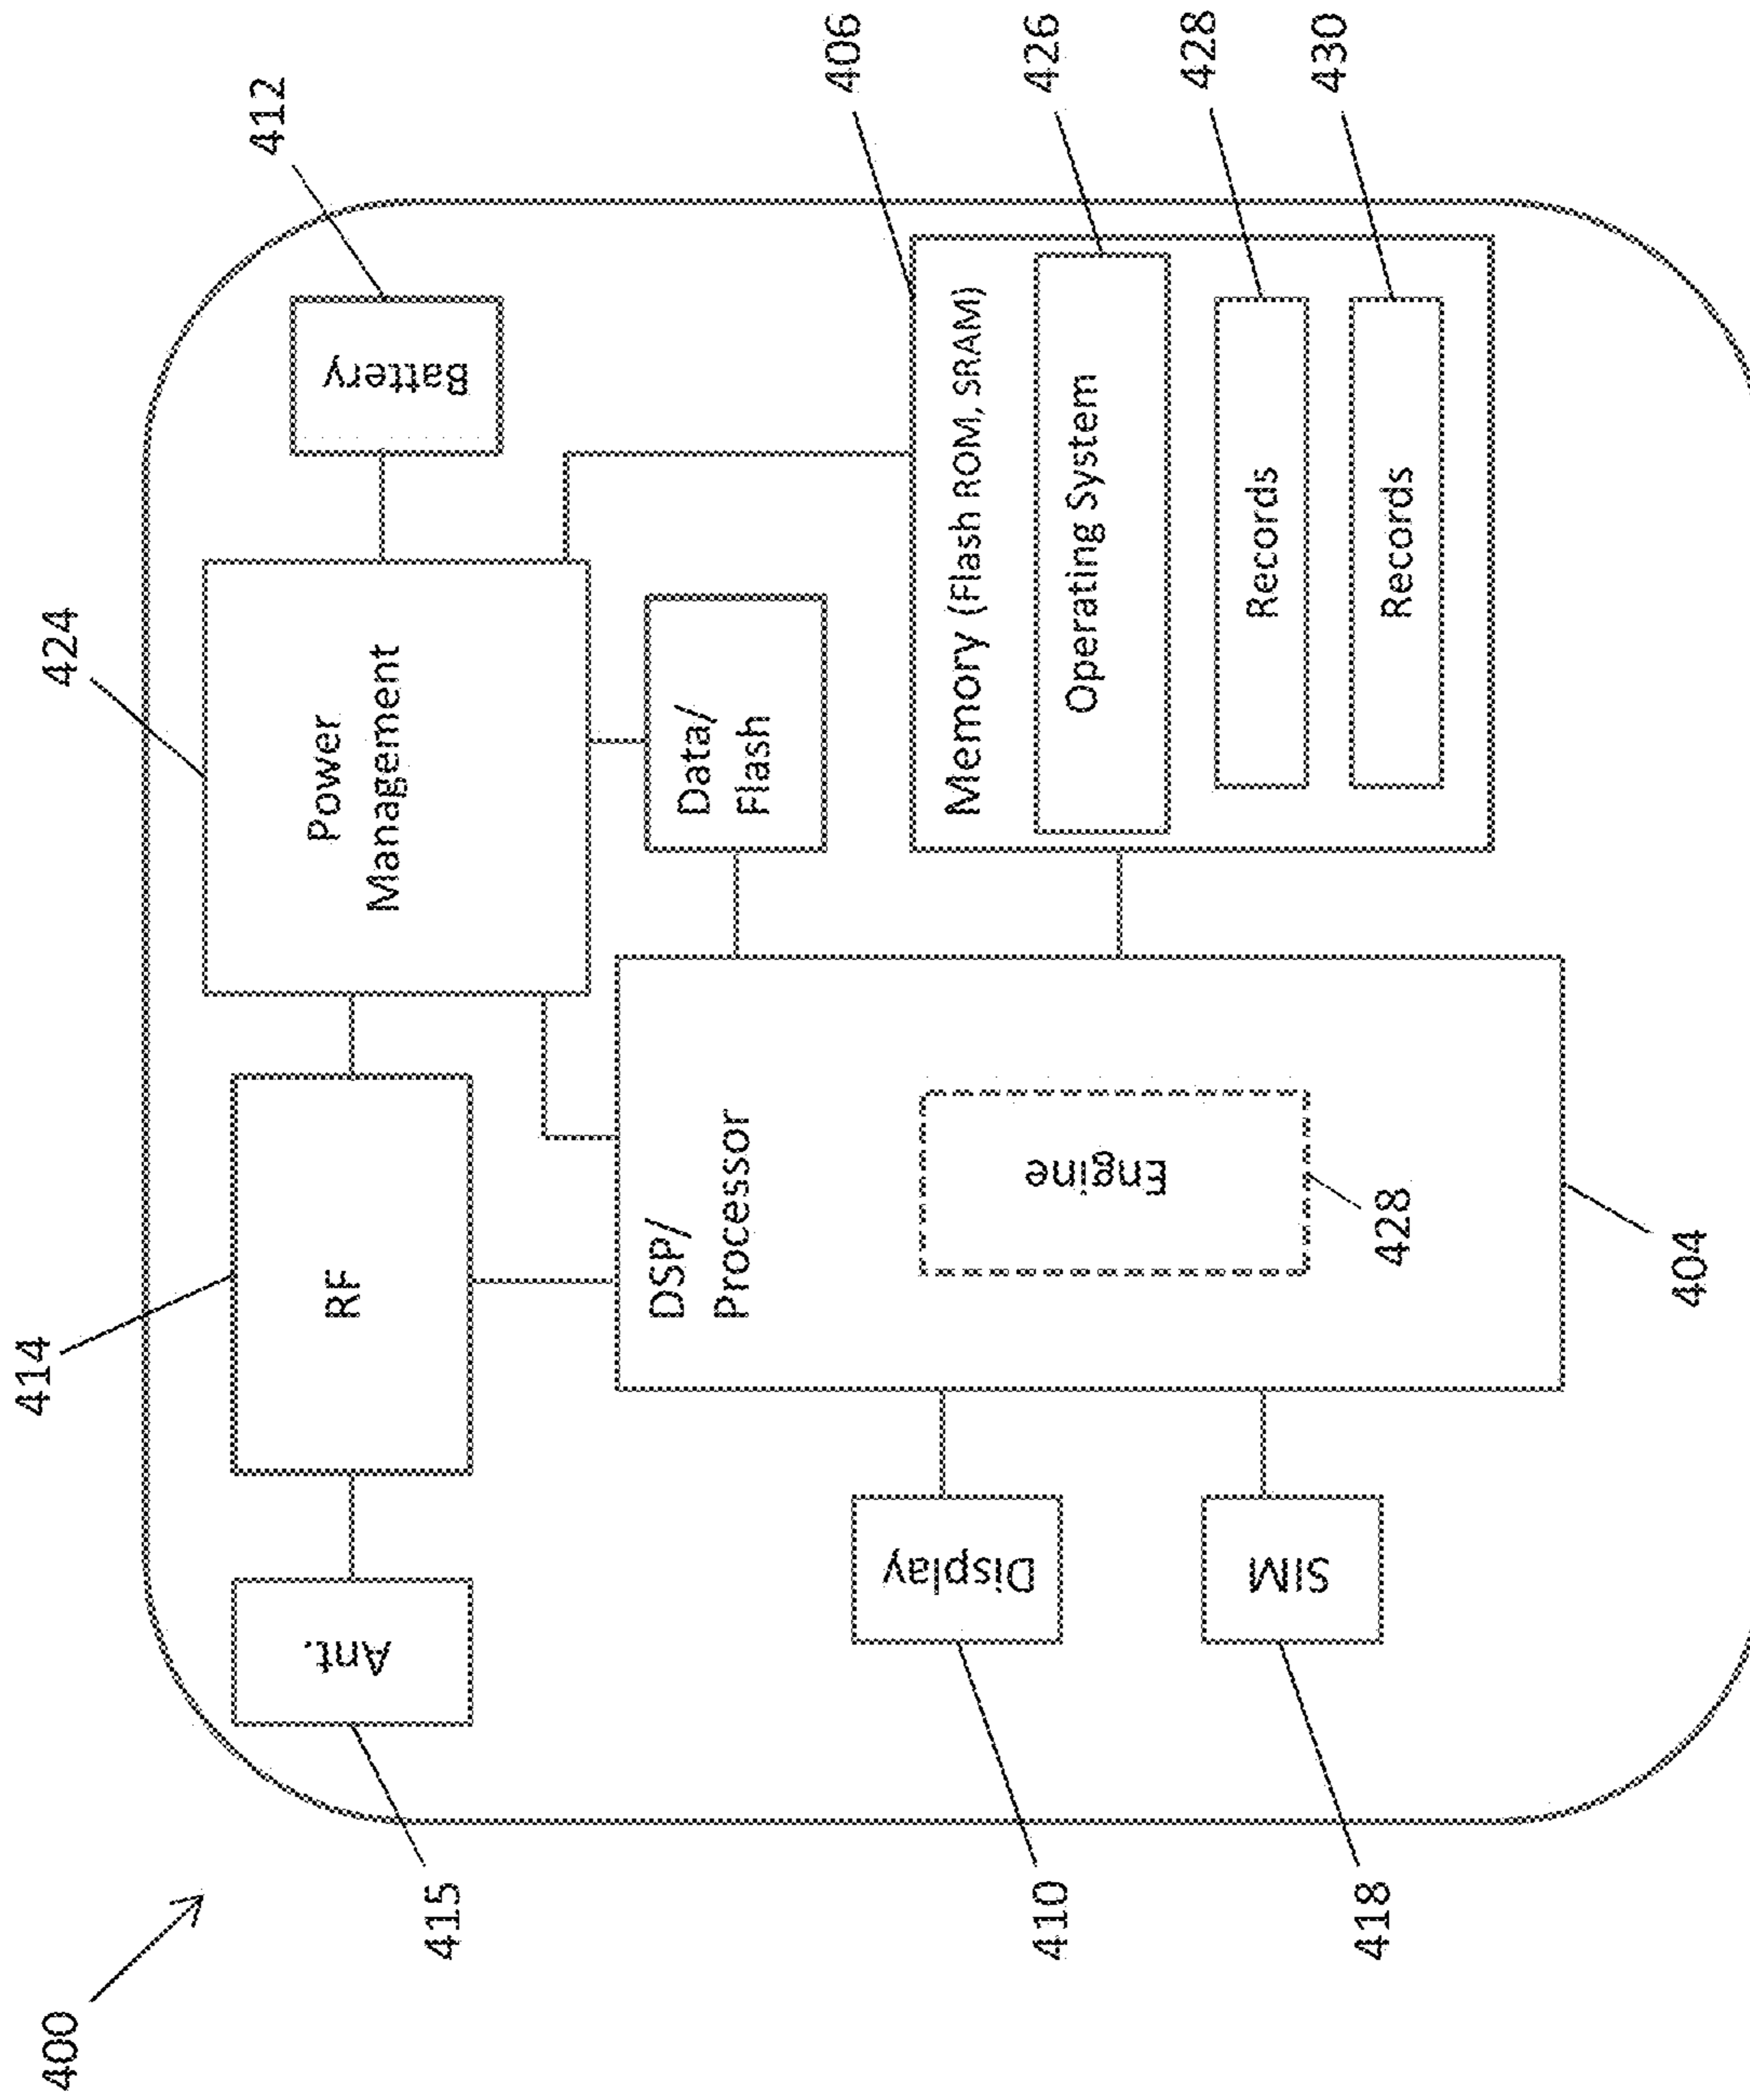 400
415
Ant.
414
RF
424
Power
Management
412
Battery
Data/
Flash
410
Display
418
SIM
DSP/
Processor
Engine
428
404
406
Memory (Flash ROM, SRAM)
426
Operating System
428
Records
430
Records